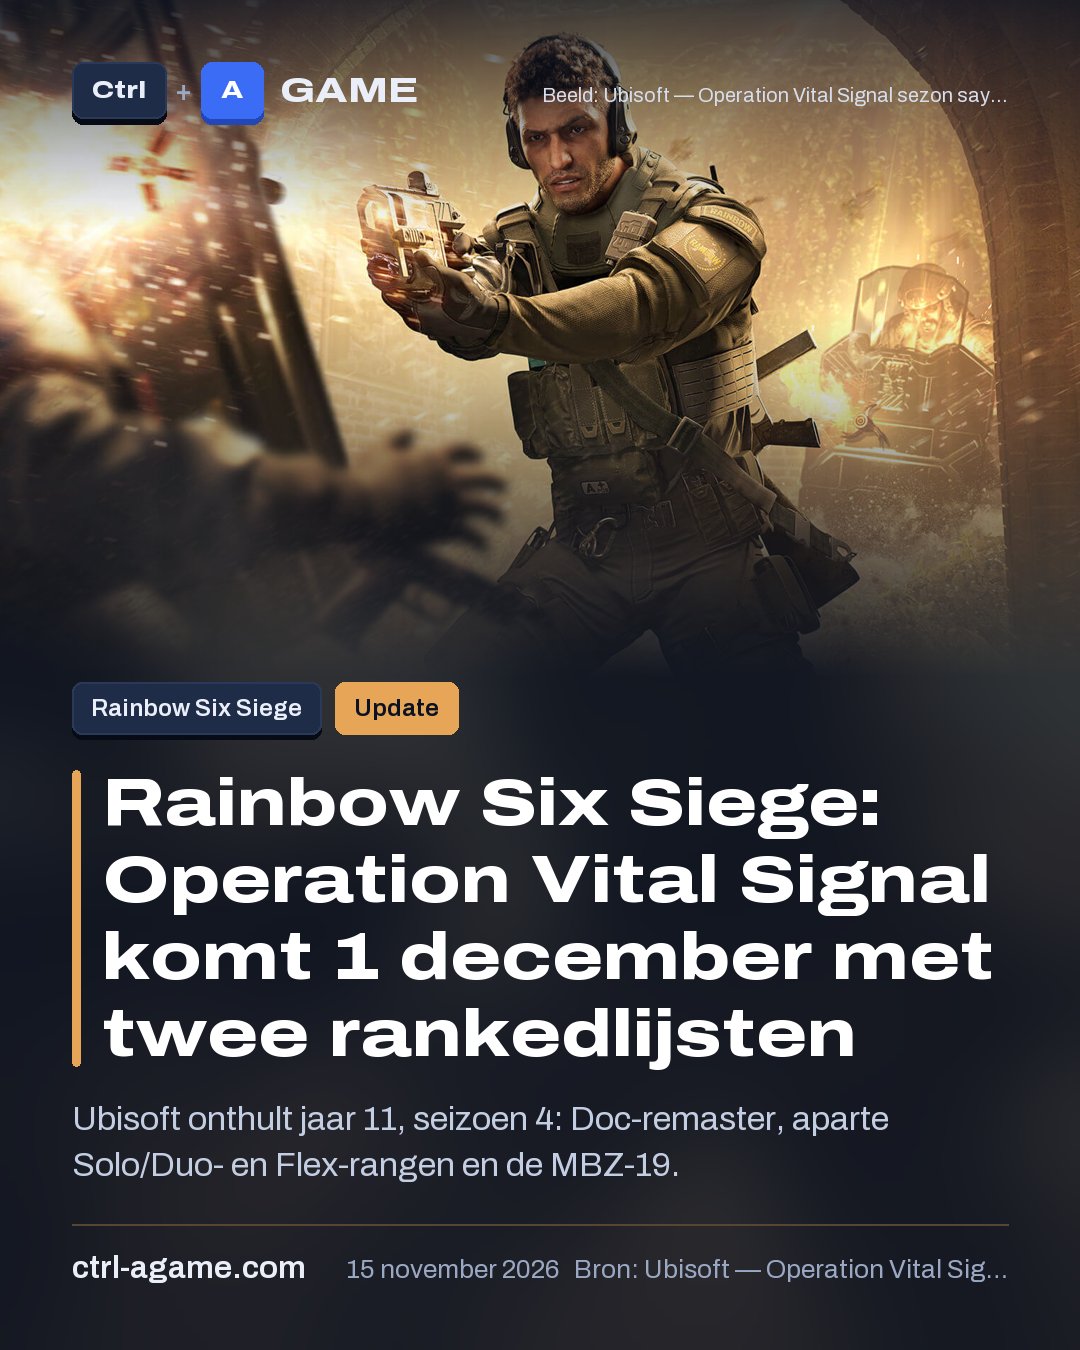 Ctrl + A GAME
Beeld: Ubisoft — Operation Vital Signal sezon say...
RAINBOW
Rainbow Six Siege
Update
Rainbow Six Siege:
Operation Vital Signal
komt 1 december met
twee rankedlijsten
Ubisoft onthult jaar 11, seizoen 4: Doc-remaster, aparte
Solo/Duo- en Flex-rangen en de MBZ-19.
ctrl-agame.com
15 november 2026
Bron: Ubisoft — Operation Vital Sig...